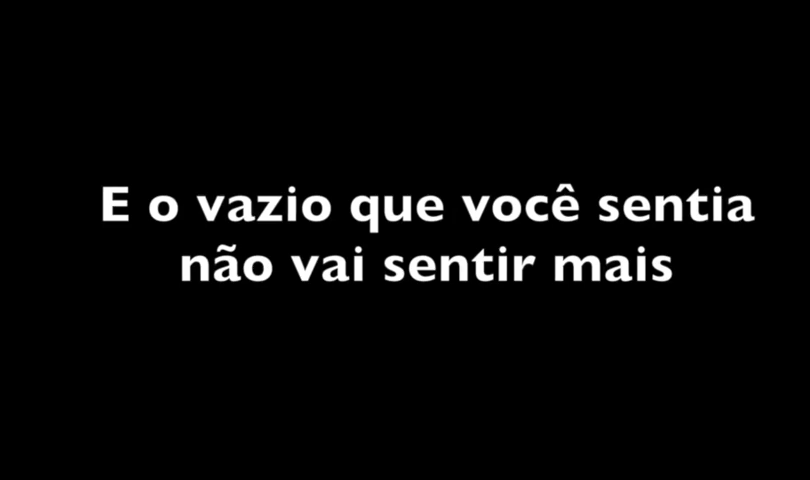 E o vazio que você sentia
não vai sentir mais